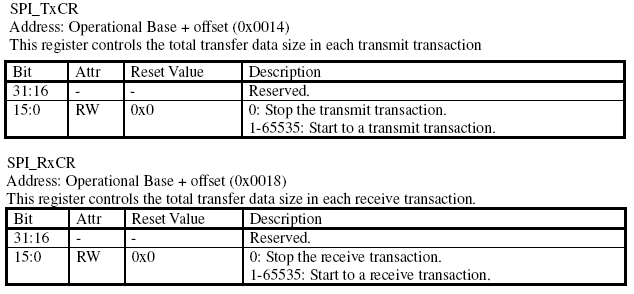 SPI_TxCR
Address: Operational Base + offset (0x0014)
This register controls the total transfer data size in each transmit transaction
Bit Attr Reset Value Description
31:16 - - Reserved.
15:0 RW 0x0 0: Stop the transmit transaction.
1-65535: Start to a transmit transaction.
SPI_RxCR
Address: Operational Base + offset (0x0018)
This register controls the total transfer data size in each receive transaction.
Bit Attr Reset Value Description
31:16 - - Reserved.
15:0 RW 0x0 0: Stop the receive transaction.
1-65535: Start to a receive transaction.